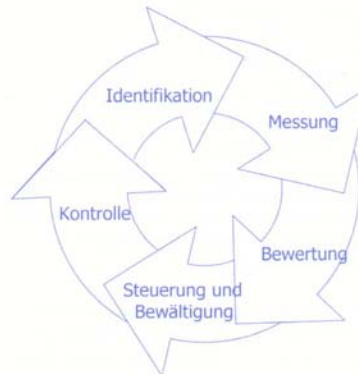 Identifikation
Messung
Bewertung
Steuerung und
Bewältigung
Kontrolle